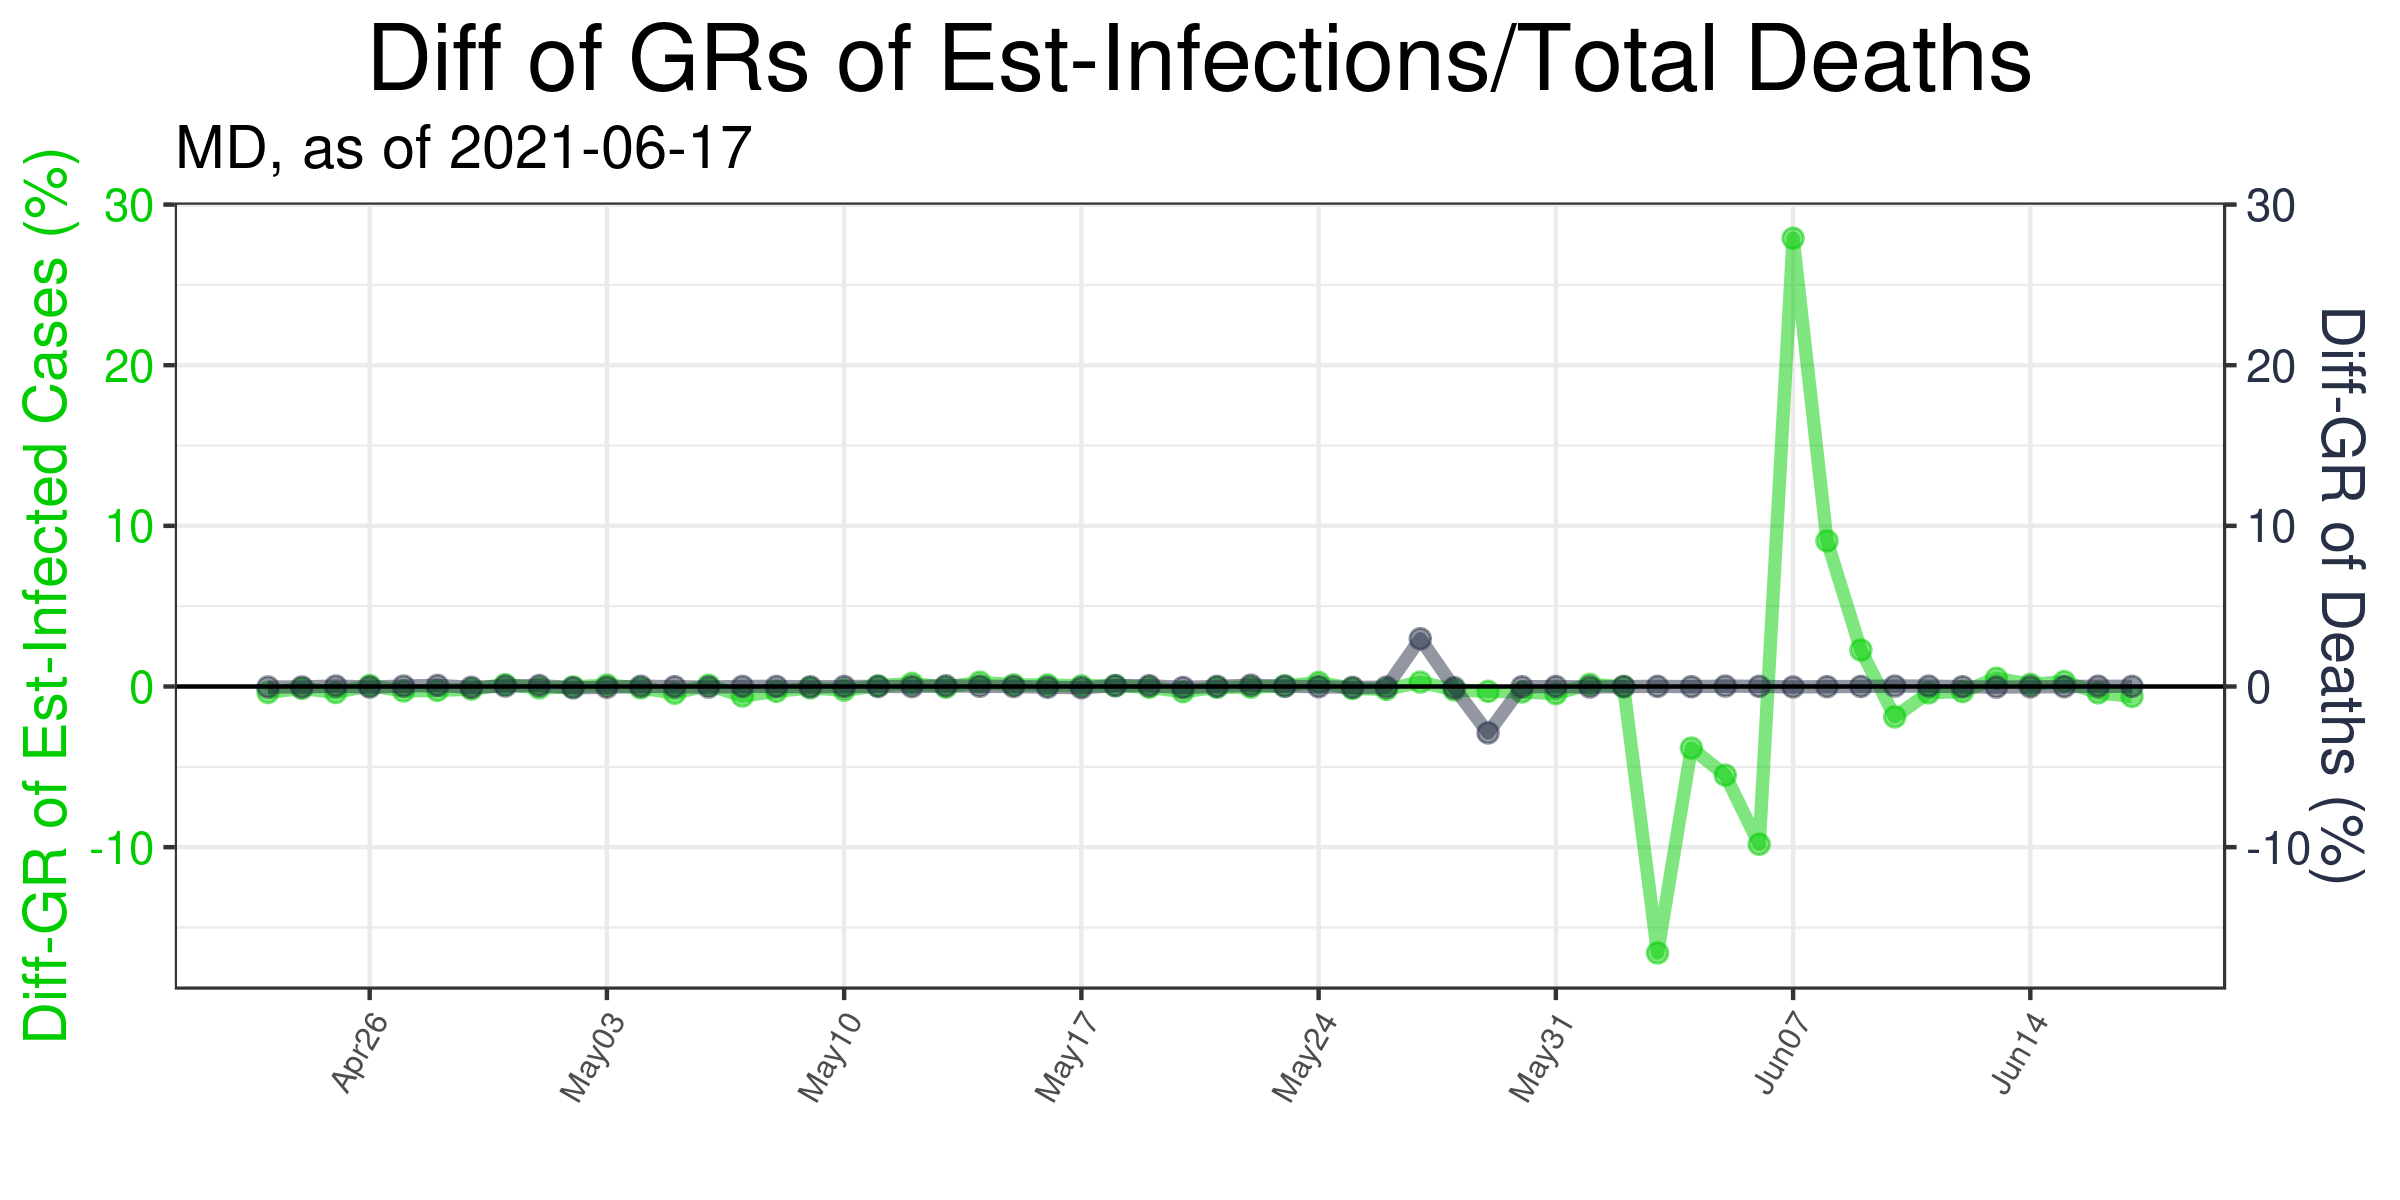 Diff of GRs of Est-Infections/Total Deaths
MD, as of 2021-06-17
Diff-GR of Est-Infected Cases (%)
30
20
10
0
-10
30
20
10
0
-10
Diff-GR of Deaths (%)
Apr26
May03
May10
May17
May24
May31
Jun07
Jun14